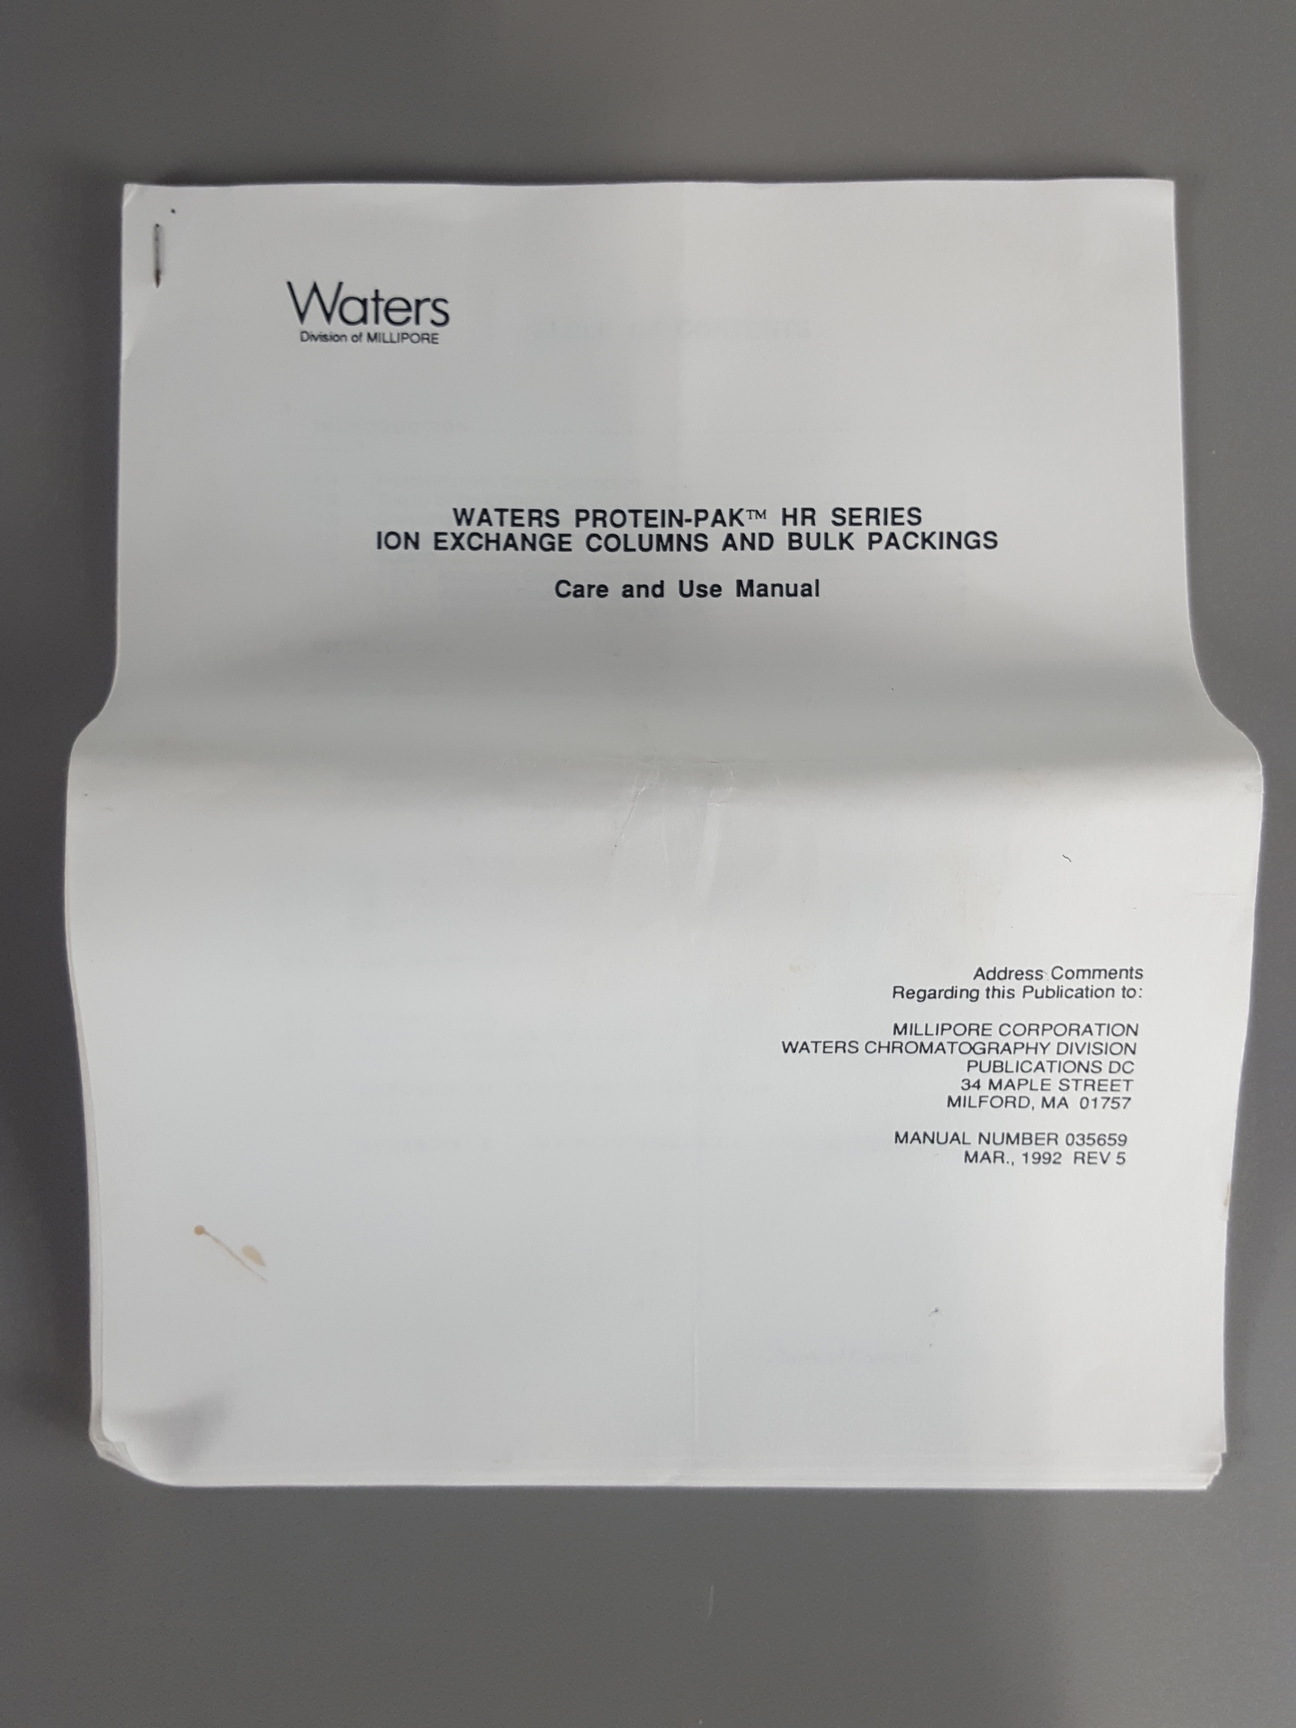 Waters
Division of MILLIPORE
WATERS PROTEIN-PAK™ HR SERIES
ION EXCHANGE COLUMNS AND BULK PACKINGS
Care and Use Manual
Address Comments
Regarding this Publication to:
MILLIPORE CORPORATION
WATERS CHROMATOGRAPHY DIVISION
PUBLICATIONS DC
34 MAPLE STREET
MILFORD, MA 01757
MANUAL NUMBER 035659
MAR., 1992 REV 5